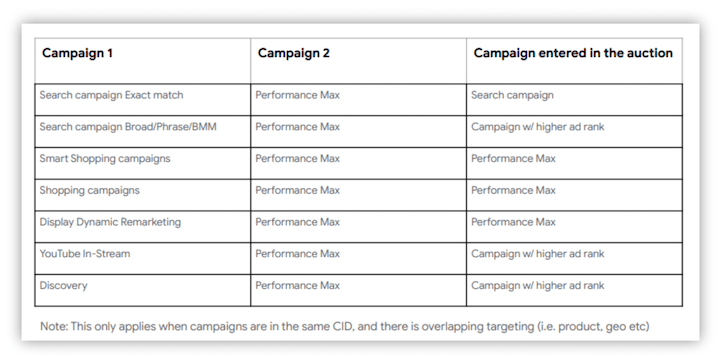 Campaign 1 Campaign 2 Campaign entered in the auction
Search campaign Exact match Performance Max Search campaign
Search campaign Broad/Phrase/BMM Performance Max Campaign w/ higher ad rank
Smart Shopping campaigns Performance Max Performance Max
Shopping campaigns Performance Max Performance Max
Display Dynamic Remarketing Performance Max Performance Max
YouTube In-Stream Performance Max Campaign w/ higher ad rank
Discovery Performance Max Campaign w/ higher ad rank
Note: This only applies when campaigns are in the same CID, and there is overlapping targeting (i.e. product, geo etc)